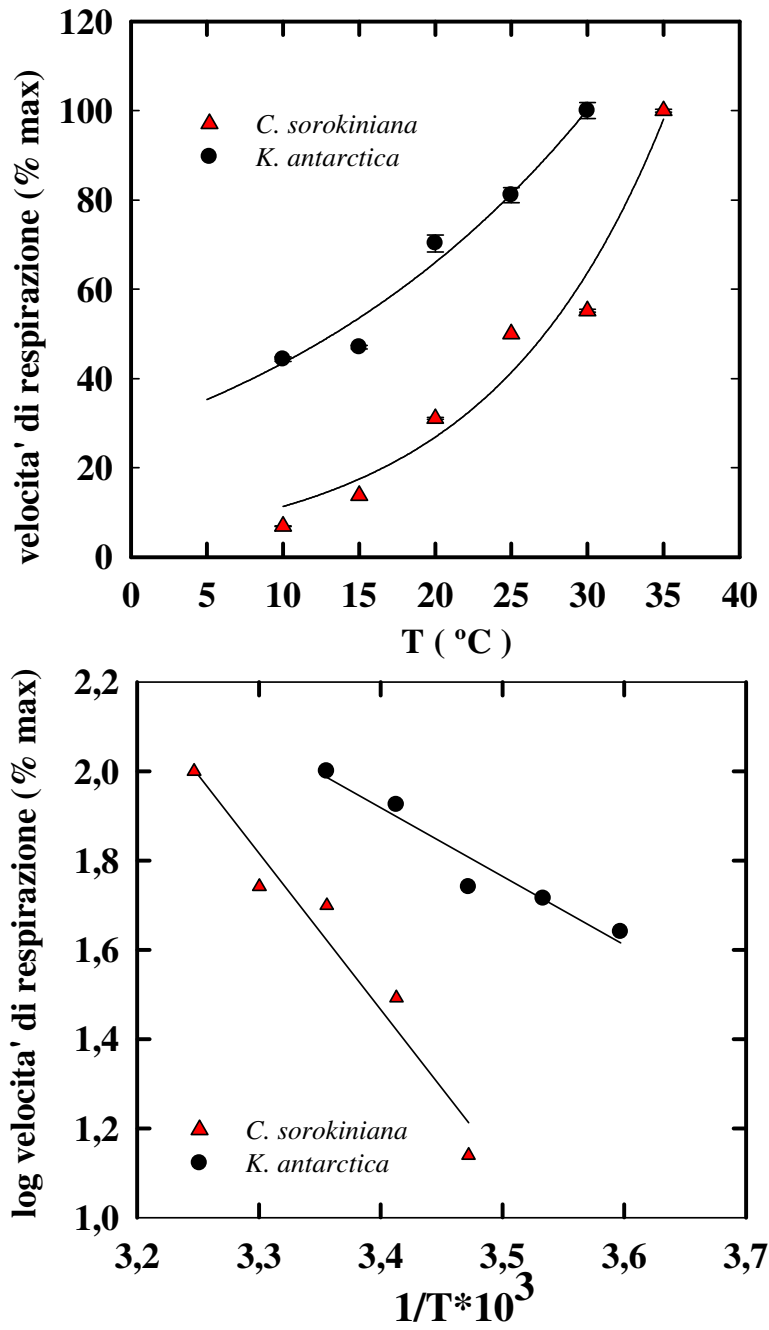 120
100
80
60
40
20
0
velocita' di respirazione (% max)
C. sorokiniana
K. antarctica
0 5 10 15 20 25 30 35 40
T ( ºC )
2,2
2,0
1,8
1,6
1,4
1,2
1,0
log velocita' di respirazione (% max)
C. sorokiniana
K. antarctica
3,2 3,3 3,4 3,5 3,6 3,7
1/T*10³